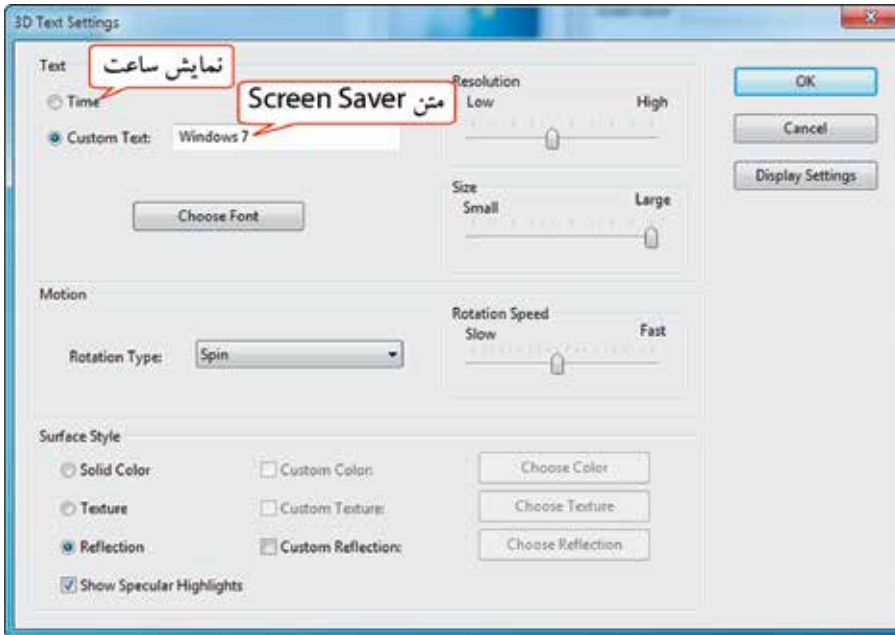 3D Text Settings
Text
نمایش ساعت
Time
متن Screen Saver
Custom Text: Windows 7
Choose Font
Resolution
Low High
Size
Small Large
OK
Cancel
Display Settings
Motion
Rotation Type: Spin
Rotation Speed
Slow Fast
Surface Style
Solid Color Custom Color: Choose Color
Texture Custom Texture: Choose Texture
Reflection Custom Reflection: Choose Reflection
Show Specular Highlights